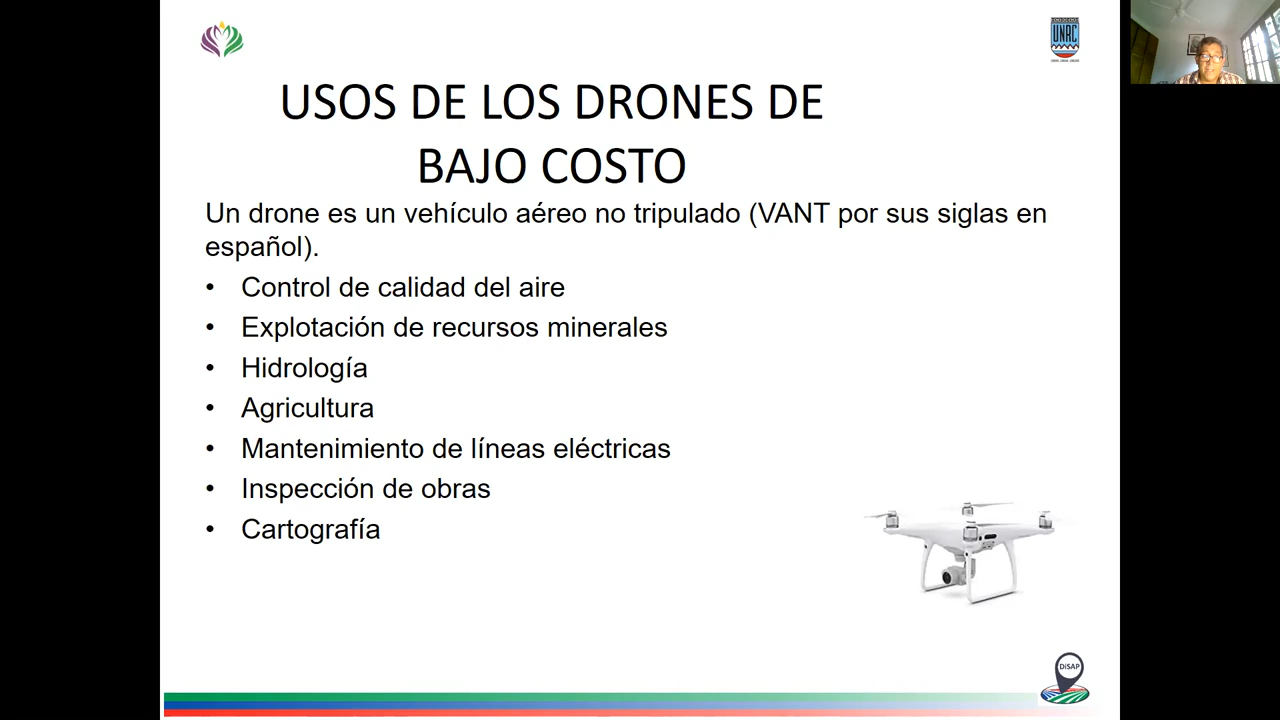 UNRC
USOS DE LOS DRONES DE
BAJO COSTO
Un drone es un vehículo aéreo no tripulado (VANT por sus siglas en
español).
• Control de calidad del aire
• Explotación de recursos minerales
• Hidrología
• Agricultura
• Mantenimiento de líneas eléctricas
• Inspección de obras
• Cartografía
DiSAP